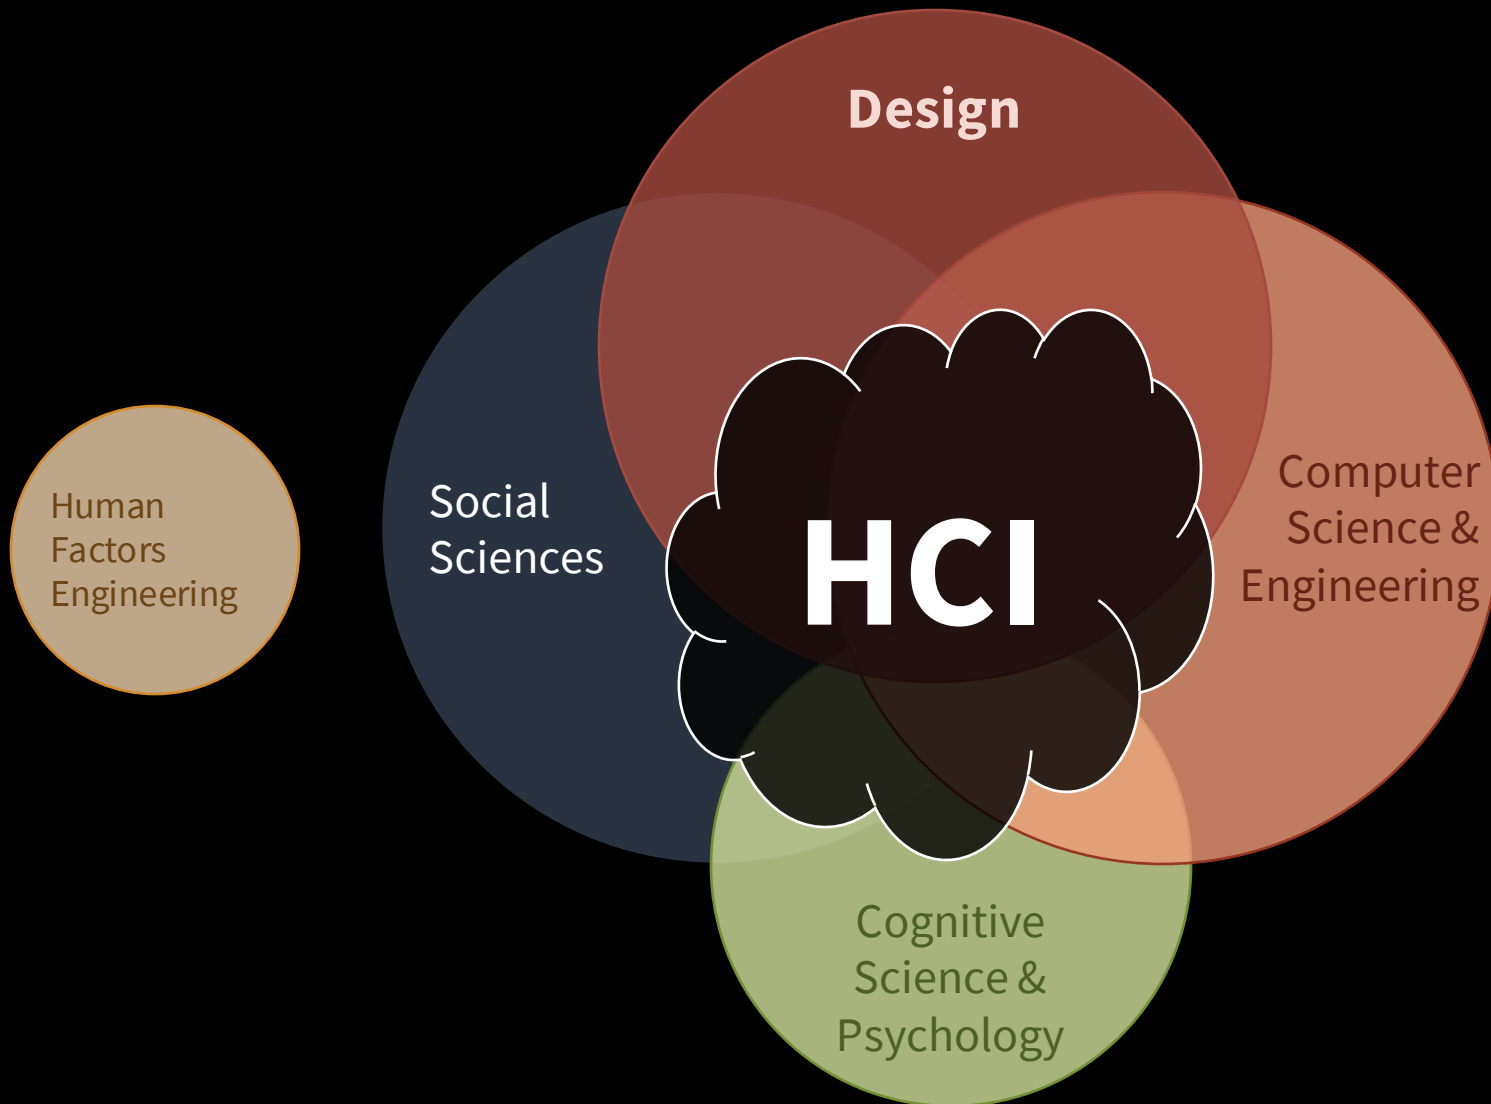 Design
Human
Factors
Engineering
Social
Sciences
HCI
Computer
Science &
Engineering
Cognitive
Science &
Psychology